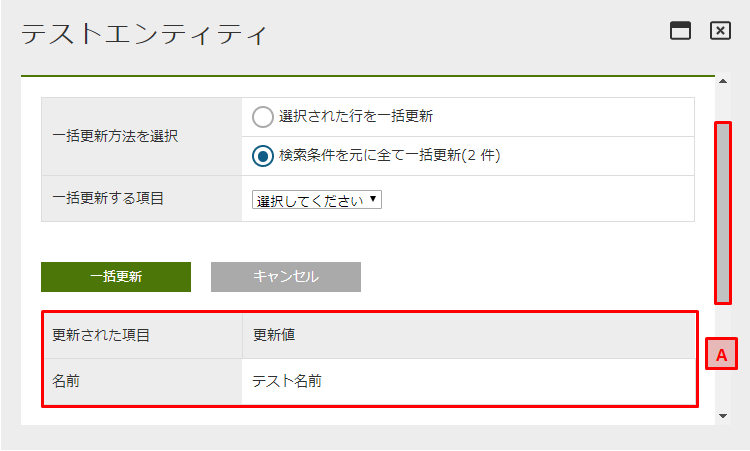 テストエンティティ
一括更新方法を選択
選択された行を一括更新
検索条件を元に全て一括更新(2 件)
一括更新する項目
選択してください
一括更新
キャンセル
更新された項目
更新値
A
名前
テスト名前